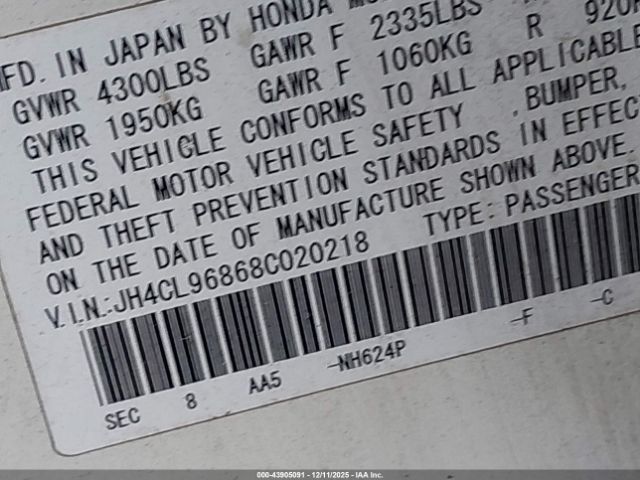 MFD. IN JAPAN BY HONDA
GVWR 4300LBS GAWR F 2335LBS
GVWR 1950KG GAWR F 1060KG R 920K
THIS VEHICLE CONFORMS TO ALL APPLICABLE
FEDERAL MOTOR VEHICLE SAFETY ,BUMPER,
AND THEFT PREVENTION STANDARDS IN EFFECT
ON THE DATE OF MANUFACTURE SHOWN ABOVE.
V.I.N.:JH4CL96868C020218 TYPE:PASSENGER
SEC 8 AA5 -NH624P -F -C
000-43905091 - 12/11/2025 - IAA Inc.